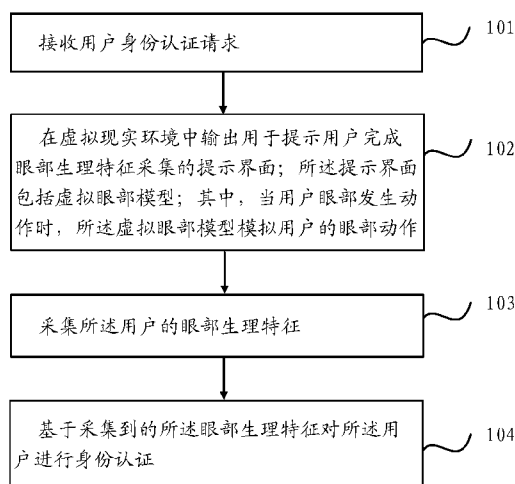 接收用户身份认证请求
101
在虚拟现实环境中输出用于提示用户完成
眼部生理特征采集的提示界面；所述提示界面
包括虚拟眼部模型；其中，当用户眼部发生动
作时，所述虚拟眼部模型模拟用户的眼部动作
102
采集所述用户的眼部生理特征
103
基于采集到的所述眼部生理特征对所述用
户进行身份认证
104